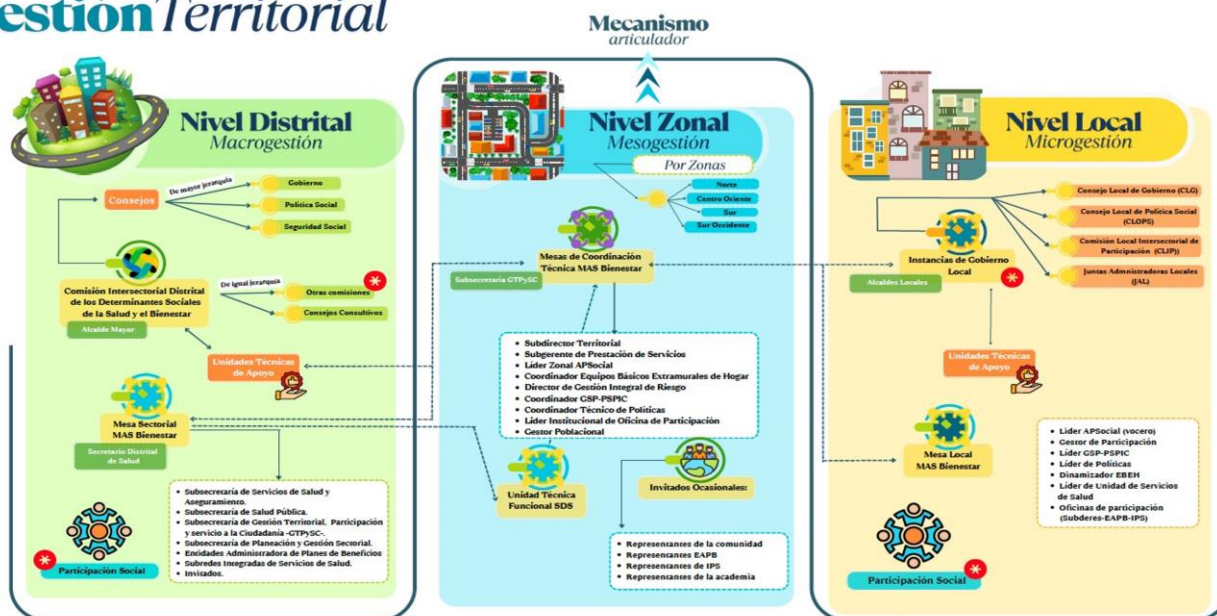 estión Territorial
Mecanismo
articulador
Nivel Distrital
Macrogestión
Consejos
De mayor jerarquía
Gobierno
Política Social
Seguridad Social
Comisión Intersectorial Distrital
de los Determinantes Sociales
de la Salud y el Bienestar
Alcalde Mayor
De igual jerarquía
Otras comisiones
Consejos Consultivos
Unidades Técnicas
de Apoyo
Mesa Sectorial
MAS Bienestar
Secretario Distrital
de Salud
• Subsecretaría de Servicios de Salud y
Aseguramiento.
• Subsecretaría de Salud Pública.
• Subsecretaría de Gestión Territorial, Participación
y servicio a la Ciudadanía -GTPySC-.
• Subsecretaría de Planeación y Gestión Sectorial.
• Entidades Administradora de Planes de Beneficios
• Subredes Integradas de Servicios de Salud.
• Invitados.
Participación Social
Nivel Zonal
Mesogestión
Por Zonas
Norte
Centro Oriente
Sur
Sur Occidente
Mesas de Coordinación
Técnica MAS Bienestar
Subsecretaria GTPySC
• Subdirector Territorial
• Subgerente de Prestación de Servicios
• Líder Zonal APSocial
• Coordinador Equipos Básicos Extramurales de Hogar
• Director de Gestión Integral de Riesgo
• Coordinador GSP-PSPIC
• Coordinador Técnico de Políticas
• Líder Institucional de Oficina de Participación
• Gestor Poblacional
Unidad Técnica
Funcional SDS
Invitados Ocasionales:
• Representantes de la comunidad
• Representantes EAPB
• Representantes de IPS
• Representantes de la academia
Nivel Local
Microgestión
Consejo Local de Gobierno (CLG)
Consejo Local de Política Social
(CLOPS)
Comisión Local Intersectorial de
Participación (CLIP))
Juntas Admnistradoras Locales
(JAL)
Instancias de Gobierno
Local
Alcaldes Locales
Unidades Técnicas
de Apoyo
Mesa Local
MAS Bienestar
• Líder APSocial (vocero)
• Gestor de Participación
• Líder GSP-PSPIC
• Líder de Políticas
• Dinamizador EBEH
• Líder de Unidad de Servicios
de Salud
• Oficinas de participación
(Subderes-EAPB-IPS)
Participación Social